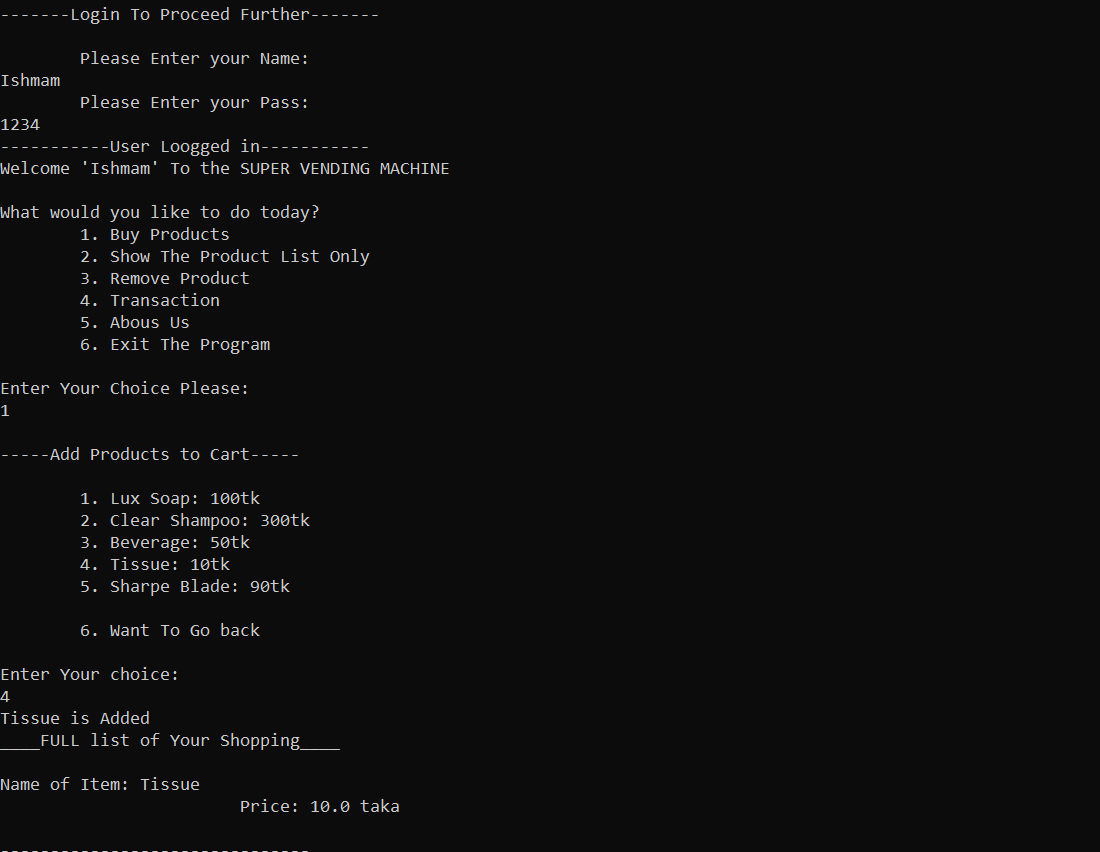 -------Login To Proceed Further-------
Please Enter your Name:
Ishmam
Please Enter your Pass:
1234
-----------User Loogged in-----------
Welcome 'Ishmam' To the SUPER VENDING MACHINE
What would you like to do today?
1. Buy Products
2. Show The Product List Only
3. Remove Product
4. Transaction
5. Abous Us
6. Exit The Program
Enter Your Choice Please:
1
-----Add Products to Cart-----
1. Lux Soap: 100tk
2. Clear Shampoo: 300tk
3. Beverage: 50tk
4. Tissue: 10tk
5. Sharpe Blade: 90tk
6. Want To Go back
Enter Your choice:
4
Tissue is Added
____FULL list of Your Shopping____
Name of Item: Tissue
Price: 10.0 taka
-------------------------------